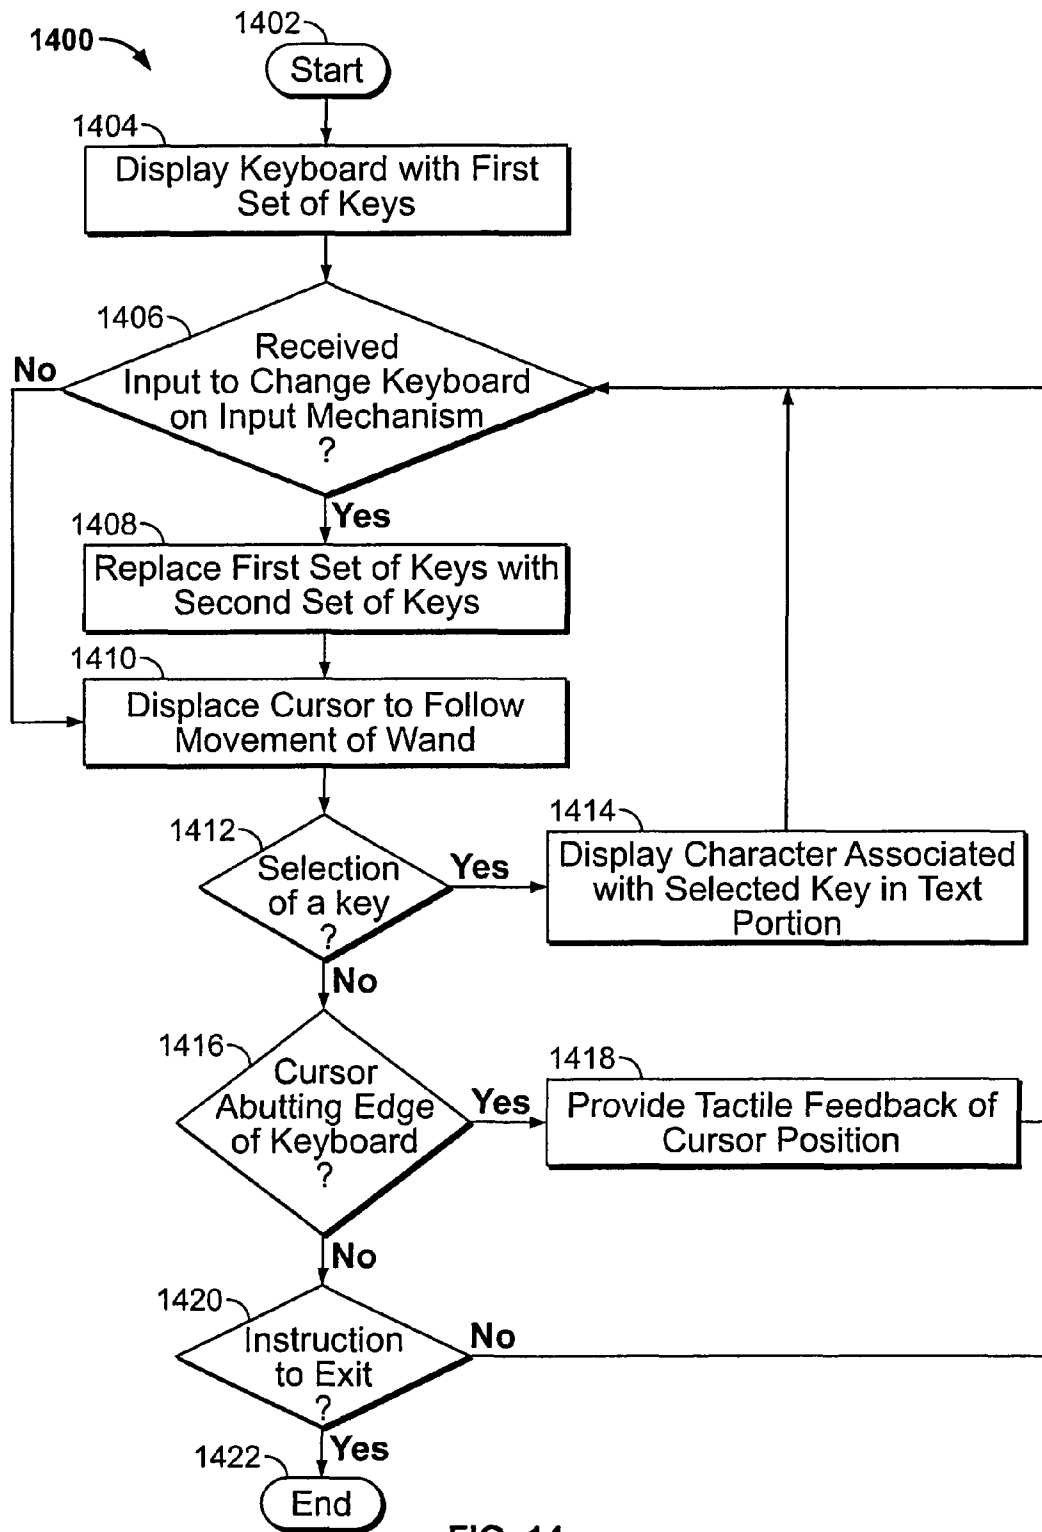 1400
1402
Start
1404
Display Keyboard with First
Set of Keys
1406
Received
Input to Change Keyboard
on Input Mechanism
?
No
Yes
1408
Replace First Set of Keys with
Second Set of Keys
1410
Displace Cursor to Follow
Movement of Wand
1412
Selection
of a key
?
Yes
1414
Display Character Associated
with Selected Key in Text
Portion
No
1416
Cursor
Abutting Edge
of Keyboard
?
Yes
1418
Provide Tactile Feedback of
Cursor Position
No
1420
Instruction
to Exit
?
No
Yes
1422
End
FIG. 14